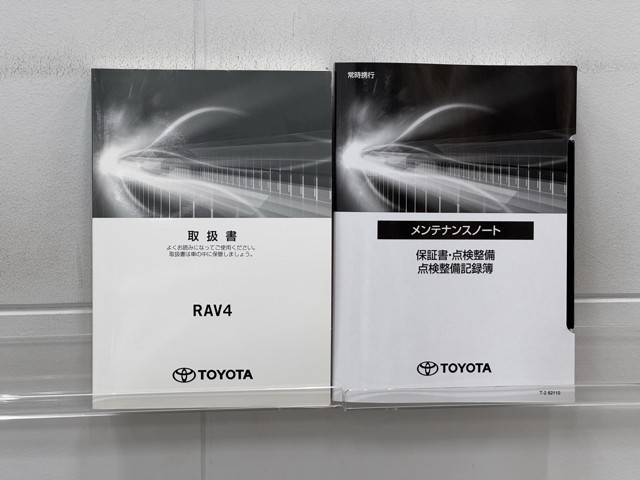 取扱書
よくお読みになってご使用ください。
取扱書は車の中に保管しましょう。
RAV4
TOYOTA
常時携行
メンテナンスノート
保証書・点検整備
点検整備記録簿
TOYOTA
T-2 62110